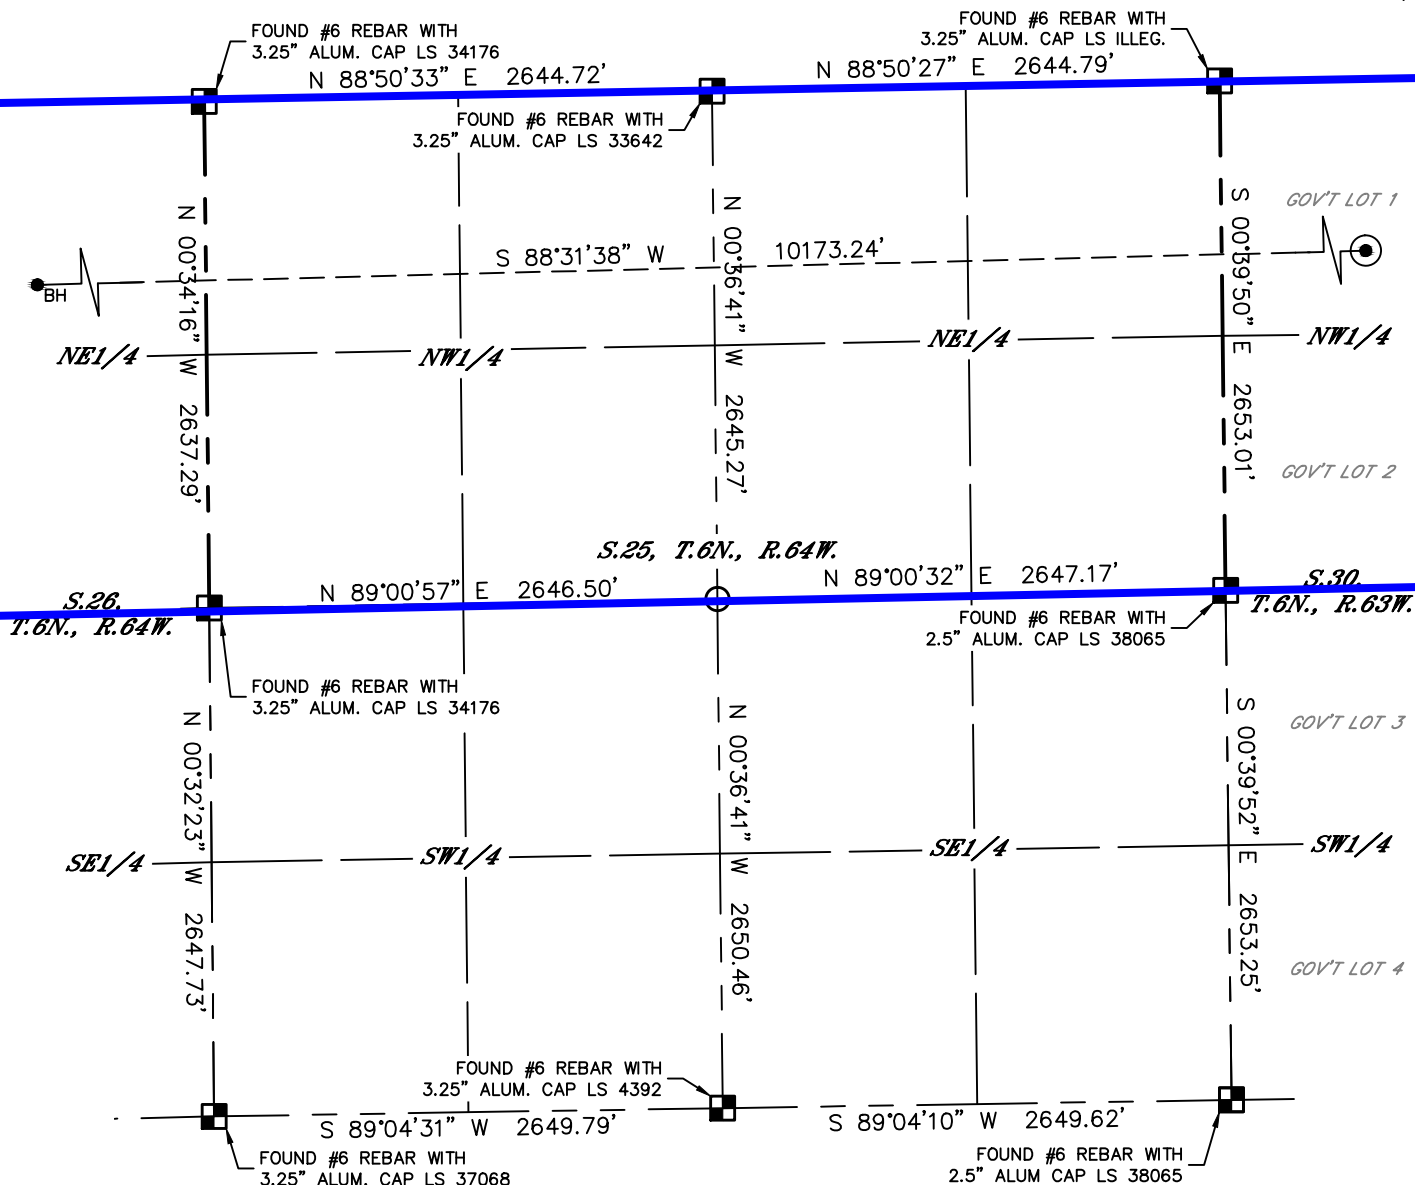 FOUND #6 REBAR WITH
3.25" ALUM. CAP LS 34176
FOUND #6 REBAR WITH
3.25" ALUM. CAP LS ILLEG.
N 88°50'33" E 2644.72'
N 88°50'27" E 2644.79'
FOUND #6 REBAR WITH
3.25" ALUM. CAP LS 33642
N 00°34'16" W 2637.29'
N 00°36'41" W 2645.27'
S 00°39'50" E 2653.01'
GOV'T LOT 1
S 88°31'38" W 10173.24'
BH
NE1/4
NW1/4
NE1/4
NW1/4
GOV'T LOT 2
S.25, T.6N., R.64W.
N 89°00'57" E 2646.50'
N 89°00'32" E 2647.17'
S.26,
T.6N., R.64W.
S.30,
T.6N., R.63W.
FOUND #6 REBAR WITH
2.5" ALUM. CAP LS 38065
FOUND #6 REBAR WITH
3.25" ALUM. CAP LS 34176
N 00°32'23" W 2647.73'
N 00°36'41" W 2650.46'
S 00°39'52" E 2653.25'
GOV'T LOT 3
SE1/4
SW1/4
SE1/4
SW1/4
GOV'T LOT 4
FOUND #6 REBAR WITH
3.25" ALUM. CAP LS 4392
S 89°04'31" W 2649.79'
S 89°04'10" W 2649.62'
FOUND #6 REBAR WITH
3.25" ALUM. CAP LS 37068
FOUND #6 REBAR WITH
2.5" ALUM CAP LS 38065